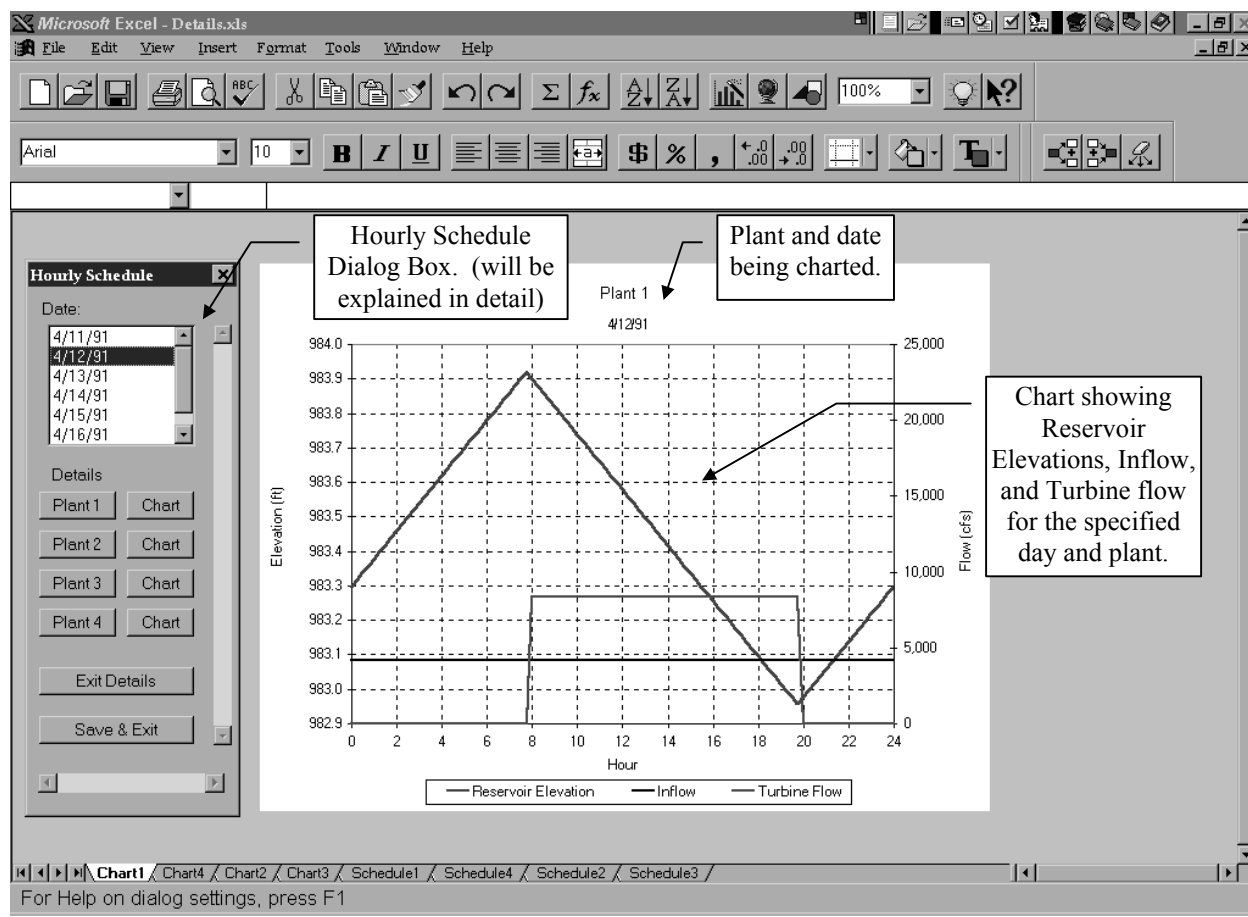 Microsoft Excel - Details.xls
File Edit View Insert Format Tools Window Help
ABC
100%
Arial
10
B I U
$ % ,
Hourly Schedule
Dialog Box. (will be
explained in detail)
Plant and date
being charted.
Chart showing
Reservoir
Elevations, Inflow,
and Turbine flow
for the specified
day and plant.
Hourly Schedule
Date:
4/11/91
4/12/91
4/13/91
4/14/91
4/15/91
4/16/91
Details
Plant 1 Chart
Plant 2 Chart
Plant 3 Chart
Plant 4 Chart
Exit Details
Save & Exit
Plant 1
4/12/91
Elevation (ft)
984.0
983.9
983.8
983.7
983.6
983.5
983.4
983.3
983.2
983.1
983.0
982.9
25,000
20,000
15,000
10,000
5,000
0
Flow (cfs)
0 2 4 6 8 10 12 14 16 18 20 22 24
Hour
Reservoir Elevation Inflow Turbine Flow
Chart1 Chart4 Chart2 Chart3 Schedule1 Schedule4 Schedule2 Schedule3
For Help on dialog settings, press F1